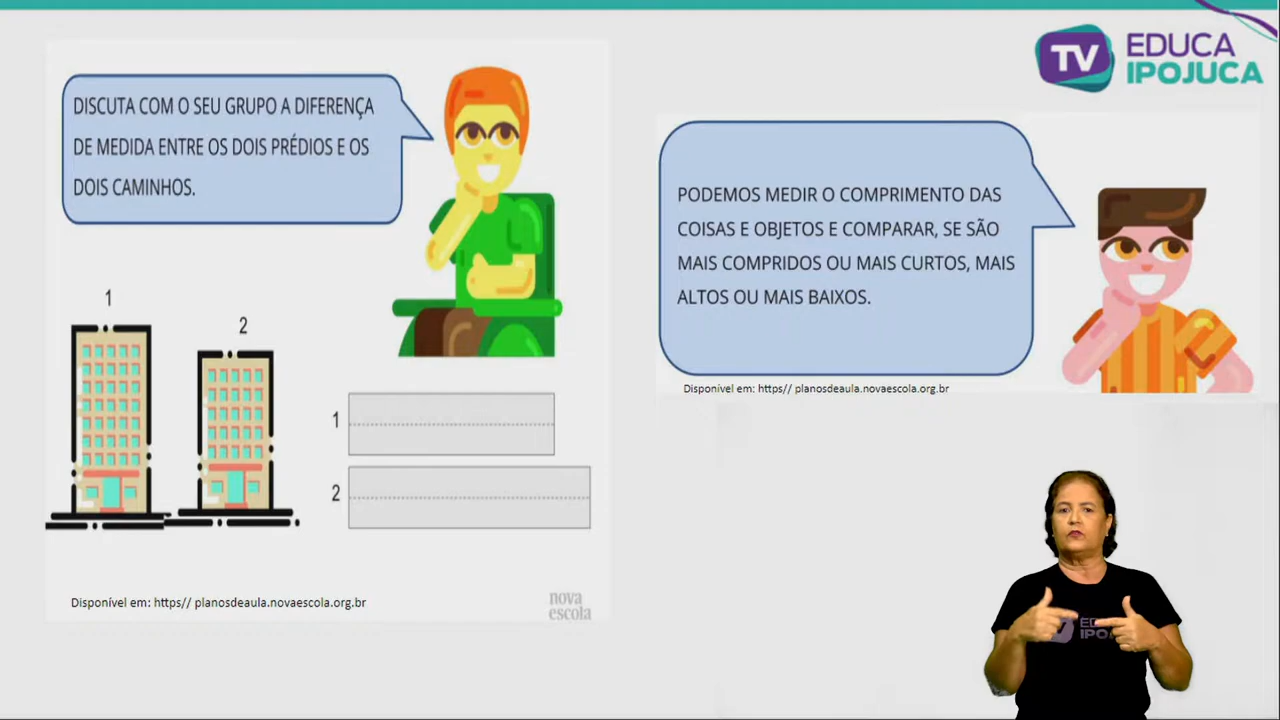 TV EDUCA
IPOJUCA
DISCUTA COM O SEU GRUPO A DIFERENÇA
DE MEDIDA ENTRE OS DOIS PRÉDIOS E OS
DOIS CAMINHOS.
1
2
1
2
Disponível em: https// planosdeaula.novaescola.org.br
nova
escola
PODEMOS MEDIR O COMPRIMENTO DAS
COISAS E OBJETOS E COMPARAR, SE SÃO
MAIS COMPRIDOS OU MAIS CURTOS, MAIS
ALTOS OU MAIS BAIXOS.
Disponível em: https// planosdeaula.novaescola.org.br